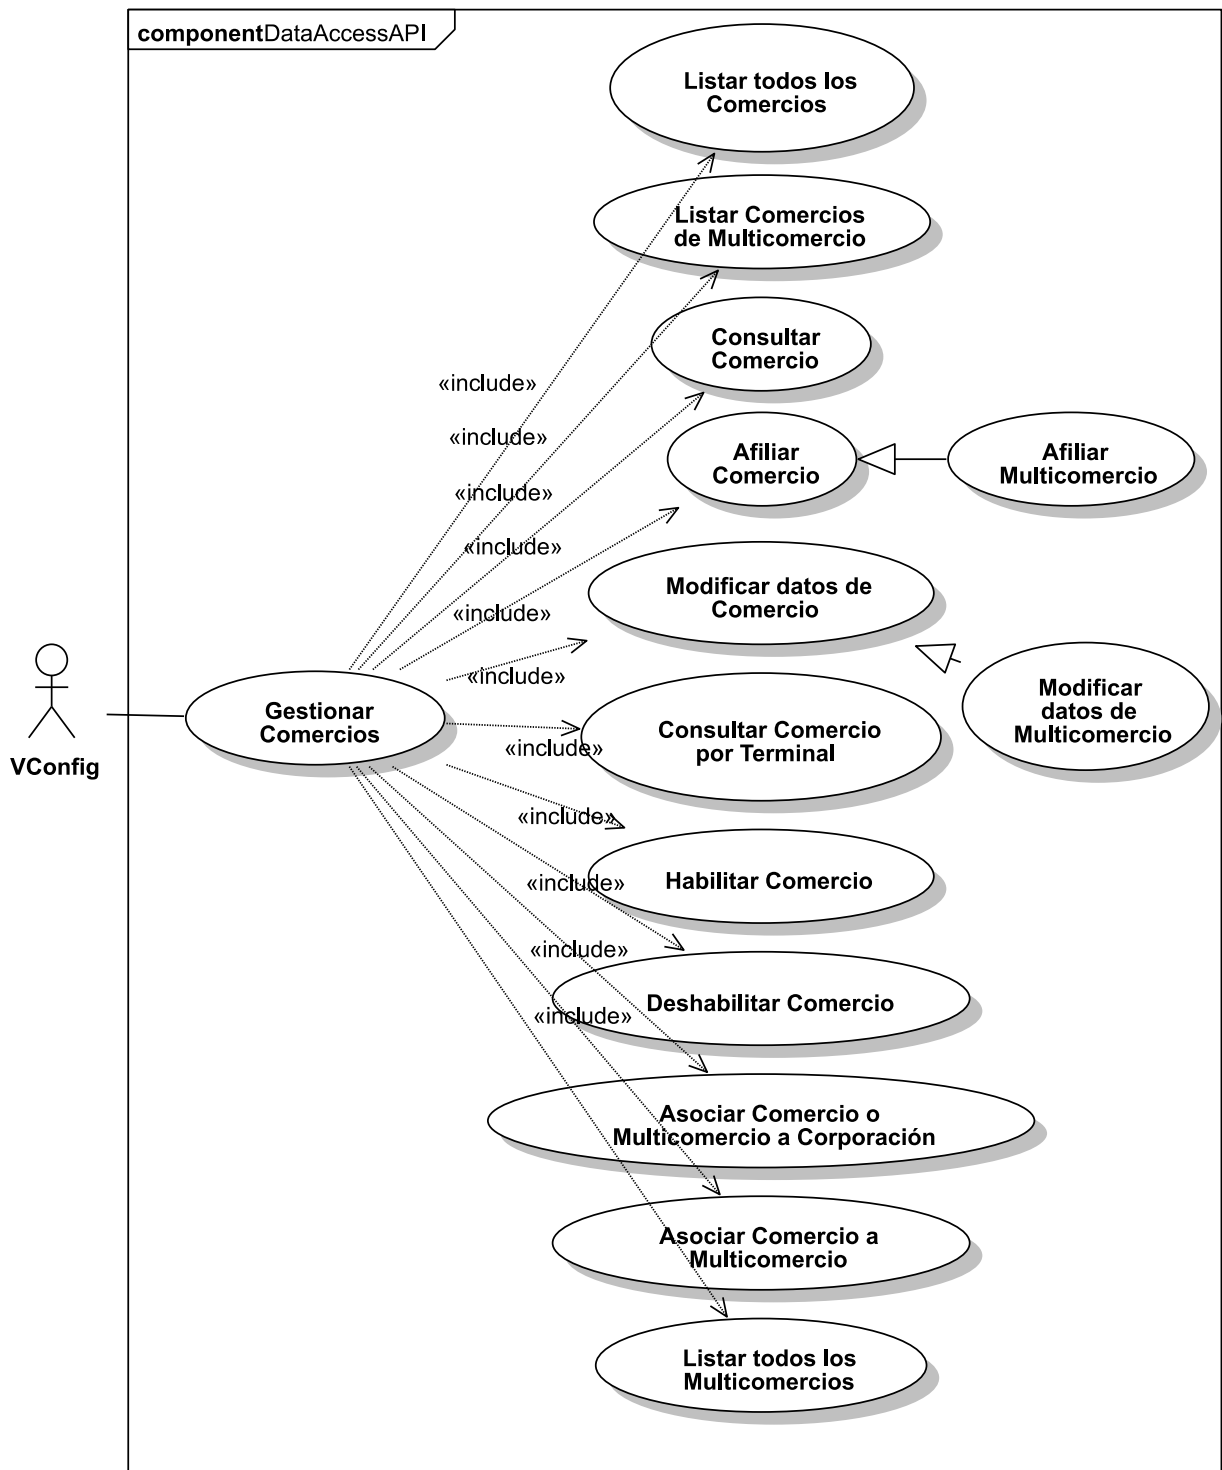 componentDataAccessAPI
Listar todos los
Comercios
Listar Comercios
de Multicomercio
Consultar
Comercio
«include»
«include»
Afiliar
Comercio
Afiliar
Multicomercio
«include»
«include»
Modificar datos de
Comercio
«include»
«include»
Modificar
datos de
Multicomercio
Gestionar
Comercios
Consultar Comercio
por Terminal
«include»
VConfig
«include»
Habilitar Comercio
«include»
«include»
Deshabilitar Comercio
«include»
Asociar Comercio o
Multicomercio a Corporación
Asociar Comercio a
Multicomercio
Listar todos los
Multicomercios